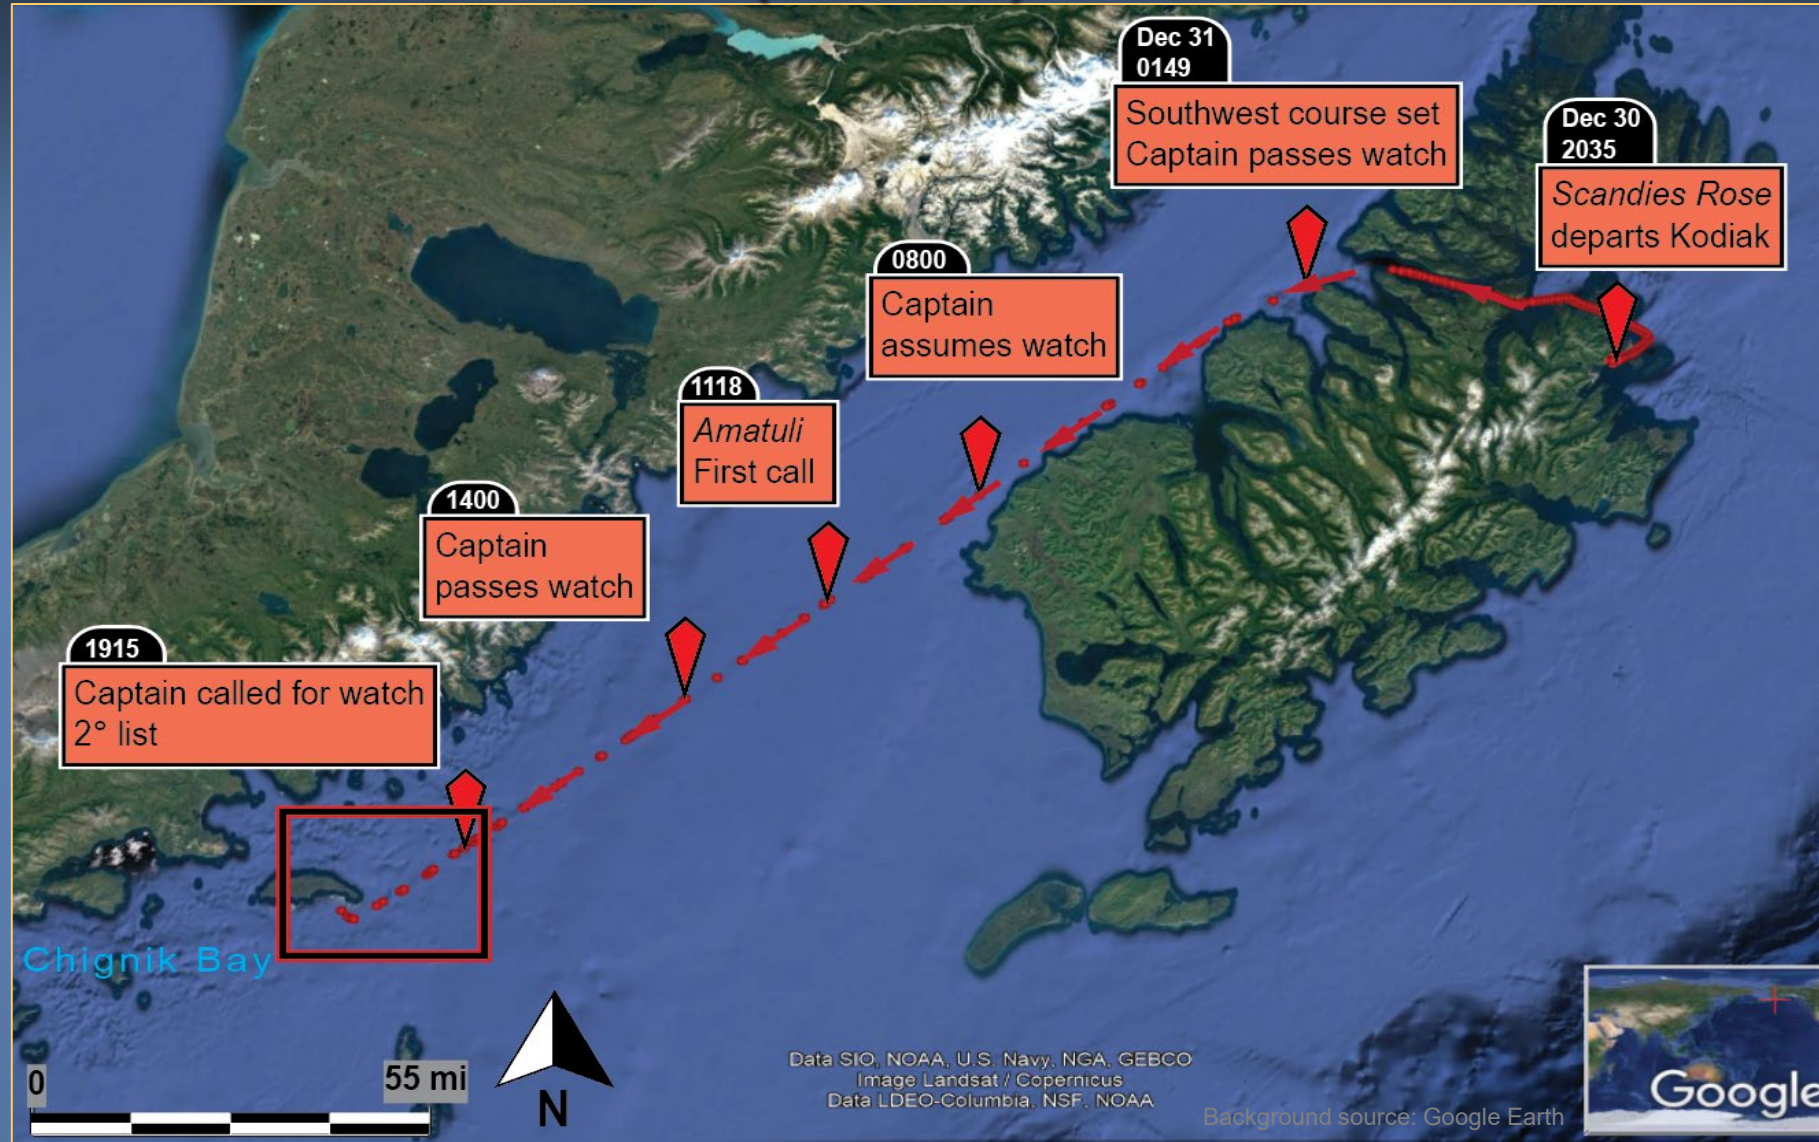 Dec 31
0149
Southwest course set
Captain passes watch
Dec 30
2035
Scandies Rose
departs Kodiak
0800
Captain
assumes watch
1118
Amatuli
First call
1400
Captain
passes watch
1915
Captain called for watch
2° list
Chignik Bay
0
55 mi
N
Data SIO, NOAA, U.S. Navy, NGA, GEBCO
Image Landsat / Copernicus
Data LDEO-Columbia, NSF, NOAA
Background source: Google Earth
Google